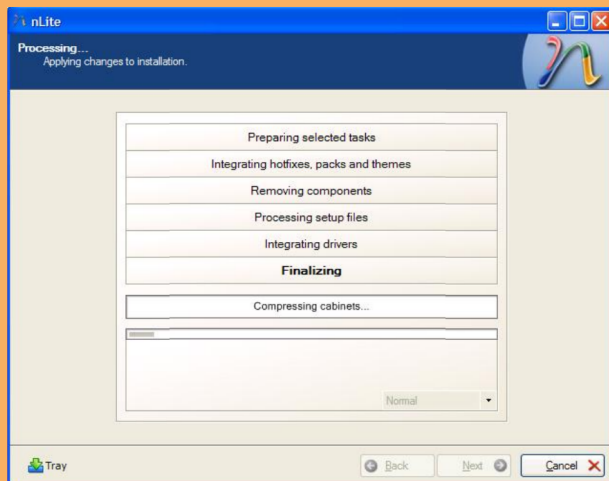 nLite
Processing...
Applying changes to installation.
Preparing selected tasks
Integrating hotfixes, packs and themes
Removing components
Processing setup files
Integrating drivers
Finalizing
Compressing cabinets...
Normal
Tray
Back
Next
Cancel